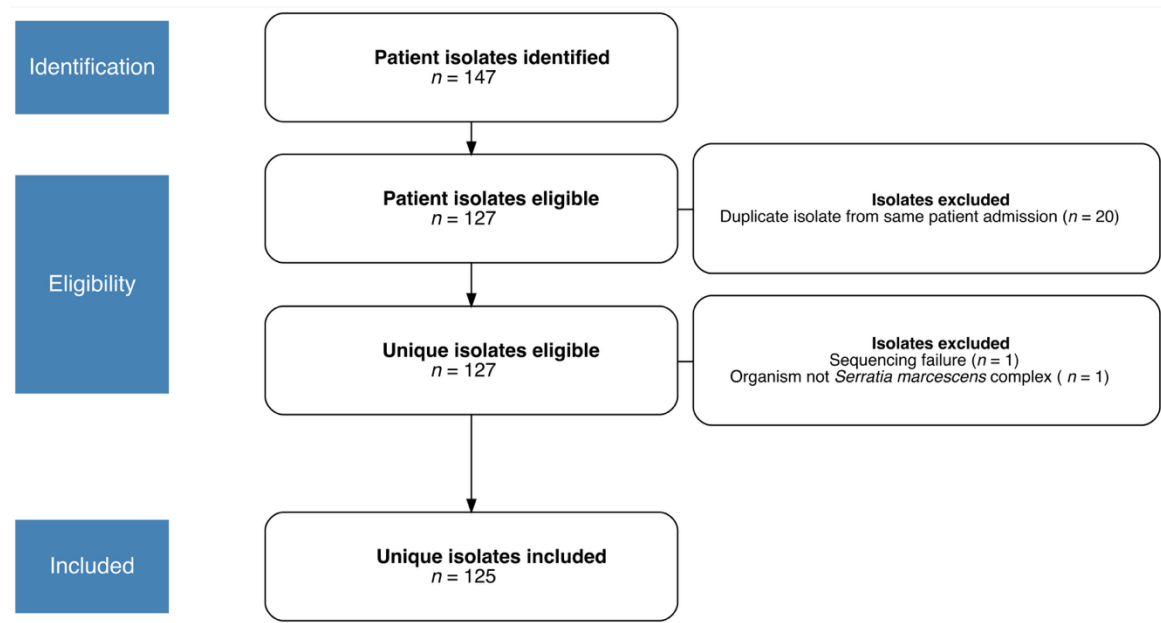 Identification
Patient isolates identified
n = 147
Eligibility
Patient isolates eligible
n = 127
Isolates excluded
Duplicate isolate from same patient admission (n = 20)
Unique isolates eligible
n = 127
Isolates excluded
Sequencing failure (n = 1)
Organism not Serratia marcescens complex ( n = 1)
Included
Unique isolates included
n = 125